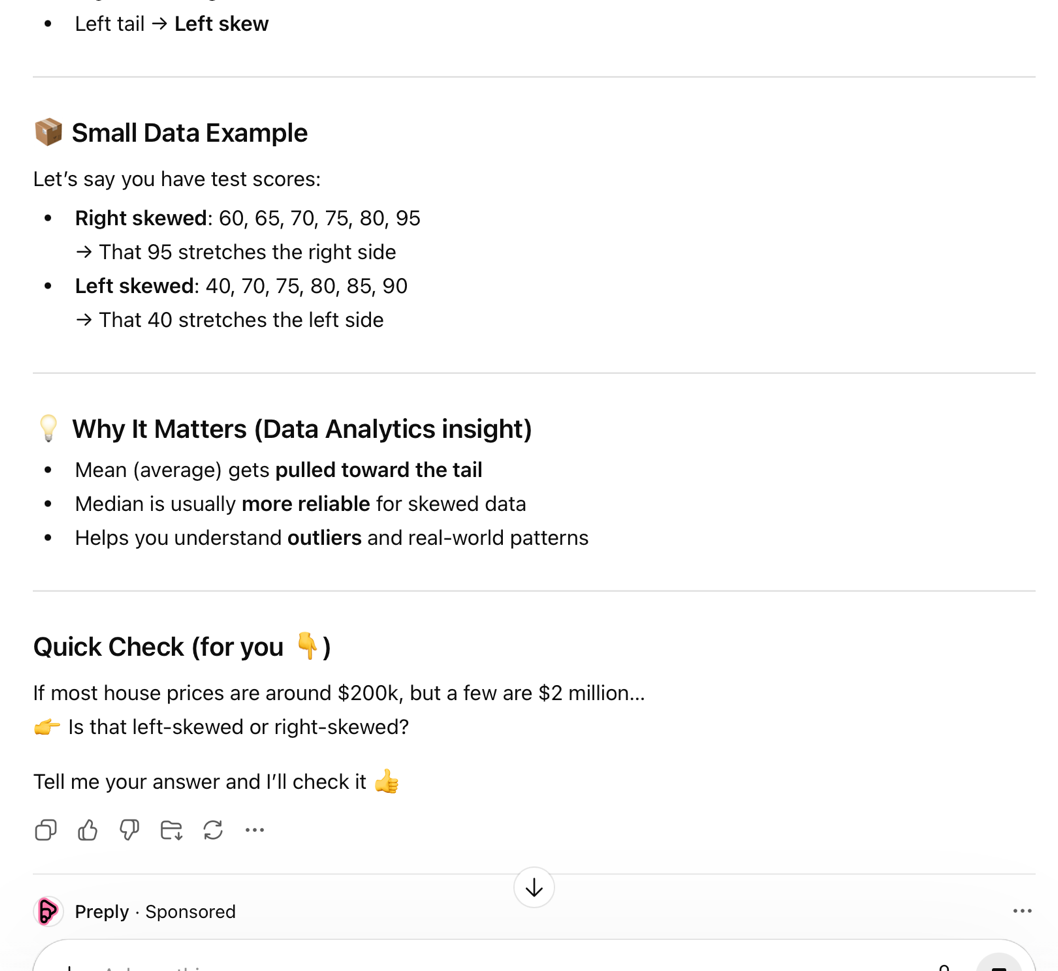 • Left tail → Left skew
📦 Small Data Example
Let’s say you have test scores:
• Right skewed: 60, 65, 70, 75, 80, 95
→ That 95 stretches the right side
• Left skewed: 40, 70, 75, 80, 85, 90
→ That 40 stretches the left side
💡 Why It Matters (Data Analytics insight)
• Mean (average) gets pulled toward the tail
• Median is usually more reliable for skewed data
• Helps you understand outliers and real-world patterns
Quick Check (for you 👇)
If most house prices are around $200k, but a few are $2 million...
👉 Is that left-skewed or right-skewed?
Tell me your answer and I’ll check it 👍
Preply · Sponsored